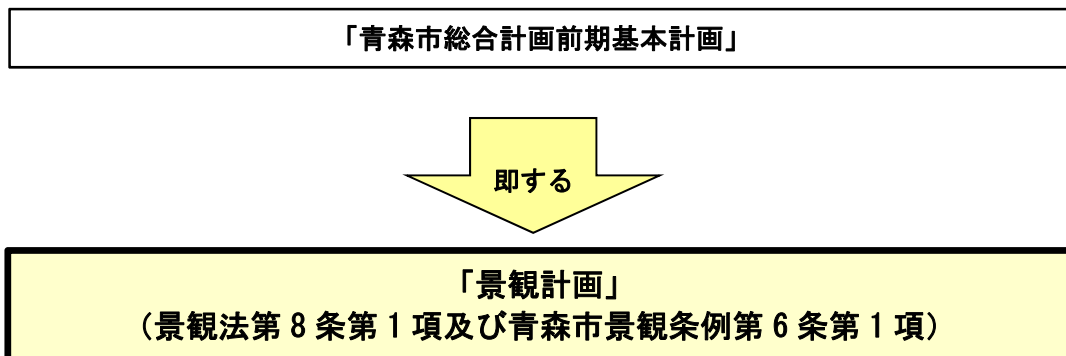 「青森市総合計画前期基本計画」
即する
「景観計画」
（景観法第８条第１項及び青森市景観条例第６条第１項）